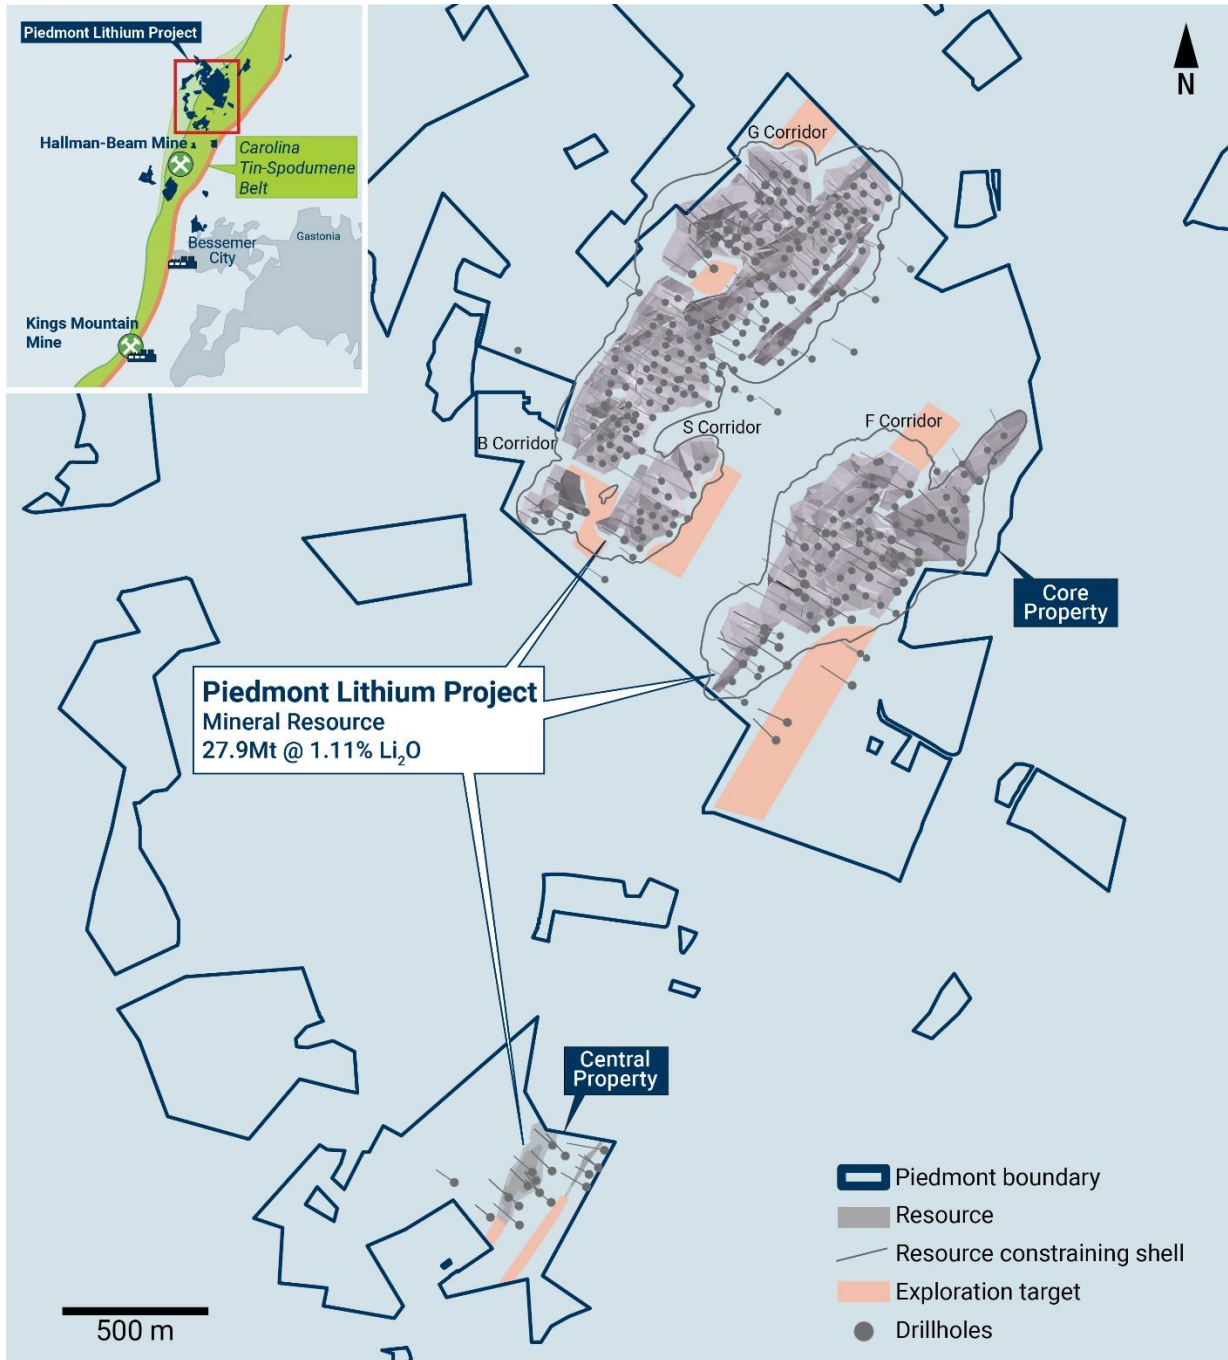 Piedmont Lithium Project
Hallman-Beam Mine
Carolina
Tin-Spodumene
Belt
Bessemer
City
Gastonia
Kings Mountain
Mine
N
G Corridor
B Corridor
S Corridor
F Corridor
Core
Property
Piedmont Lithium Project
Mineral Resource
27.9Mt @ 1.11% Li₂O
Central
Property
Piedmont boundary
Resource
Resource constraining shell
Exploration target
Drillholes
500 m